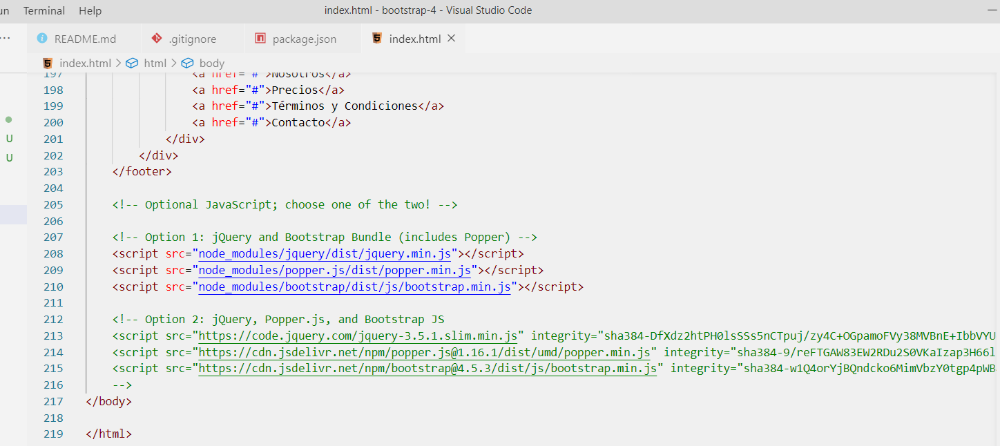 un Terminal Help index.html - bootstrap-4 - Visual Studio Code
README.md .gitignore package.json index.html
index.html > html > body
197 <a href="#">Nosotros</a>
198 <a href="#">Precios</a>
199 <a href="#">Términos y Condiciones</a>
200 <a href="#">Contacto</a>
201 </div>
202 </div>
203 </footer>
204
205 <!-- Optional JavaScript; choose one of the two! -->
206
207 <!-- Option 1: jQuery and Bootstrap Bundle (includes Popper) -->
208 <script src="node_modules/jquery/dist/jquery.min.js"></script>
209 <script src="node_modules/popper.js/dist/popper.min.js"></script>
210 <script src="node_modules/bootstrap/dist/js/bootstrap.min.js"></script>
211
212 <!-- Option 2: jQuery, Popper.js, and Bootstrap JS
213 <script src="https://code.jquery.com/jquery-3.5.1.slim.min.js" integrity="sha384-DfXdz2htPH0lsSSs5nCTpuj/zy4C+OGpamoFVy38MVBnE+IbbVYU
214 <script src="https://cdn.jsdelivr.net/npm/popper.js@1.16.1/dist/umd/popper.min.js" integrity="sha384-9/reFTGAW83EW2RDu2S0VKaIzap3H66l
215 <script src="https://cdn.jsdelivr.net/npm/bootstrap@4.5.3/dist/js/bootstrap.min.js" integrity="sha384-w1Q4orYjBQndcko6MimVbzY0tgp4pWB
216 -->
217 </body>
218
219 </html>
U
U